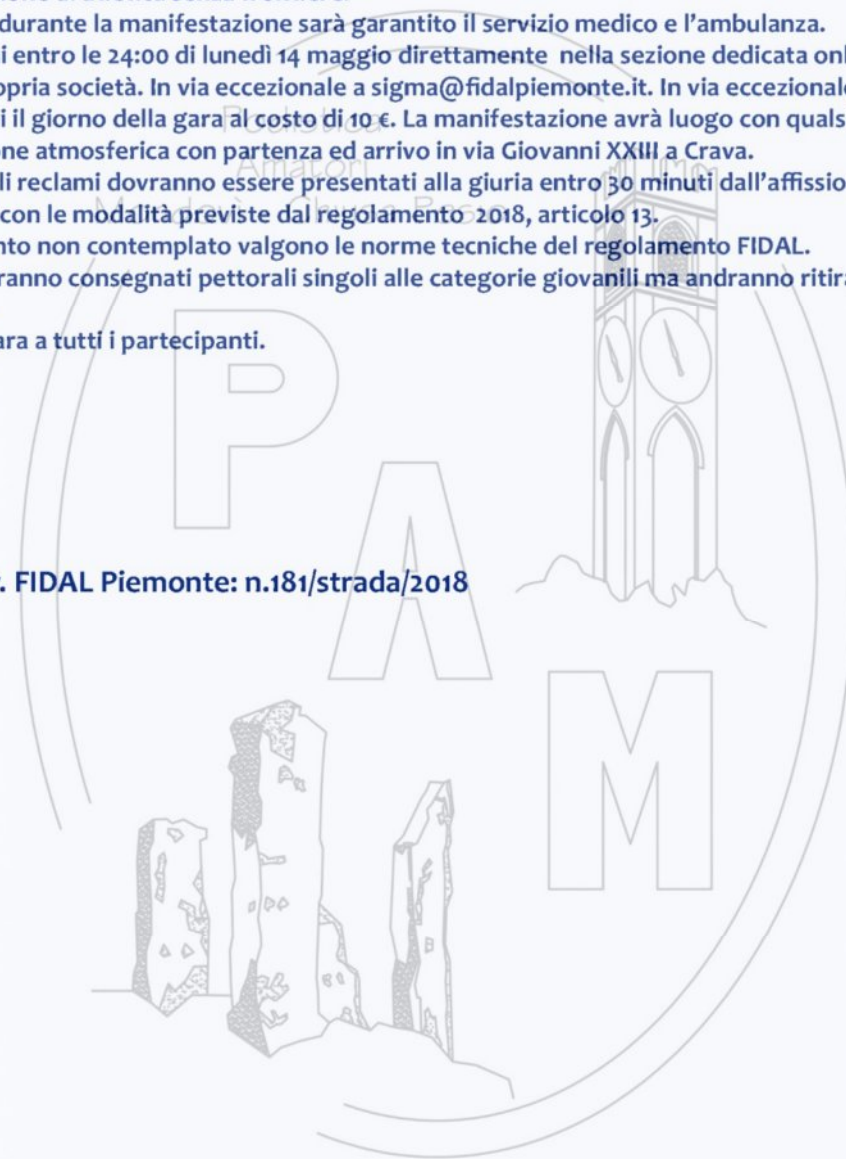 durante la manifestazione sarà garantito il servizio medico e l'ambulanza.
i entro le 24:00 di lunedì 14 maggio direttamente nella sezione dedicata onl
opria società. In via eccezionale a sigma@fidalpiemonte.it. In via eccezionale
i il giorno della gara al costo di 10 €. La manifestazione avrà luogo con quals
one atmosferica con partenza ed arrivo in via Giovanni XXIII a Crava.
li reclami dovranno essere presentati alla giuria entro 30 minuti dall'affissio
con le modalità previste dal regolamento 2018, articolo 13.
nto non contemplato valgono le norme tecniche del regolamento FIDAL.
ranno consegnati pettorali singoli alle categorie giovanili ma andranno ritira
ara a tutti i partecipanti.
. FIDAL Piemonte: n.181/strada/2018
Podistica
Amatori
P
A
M